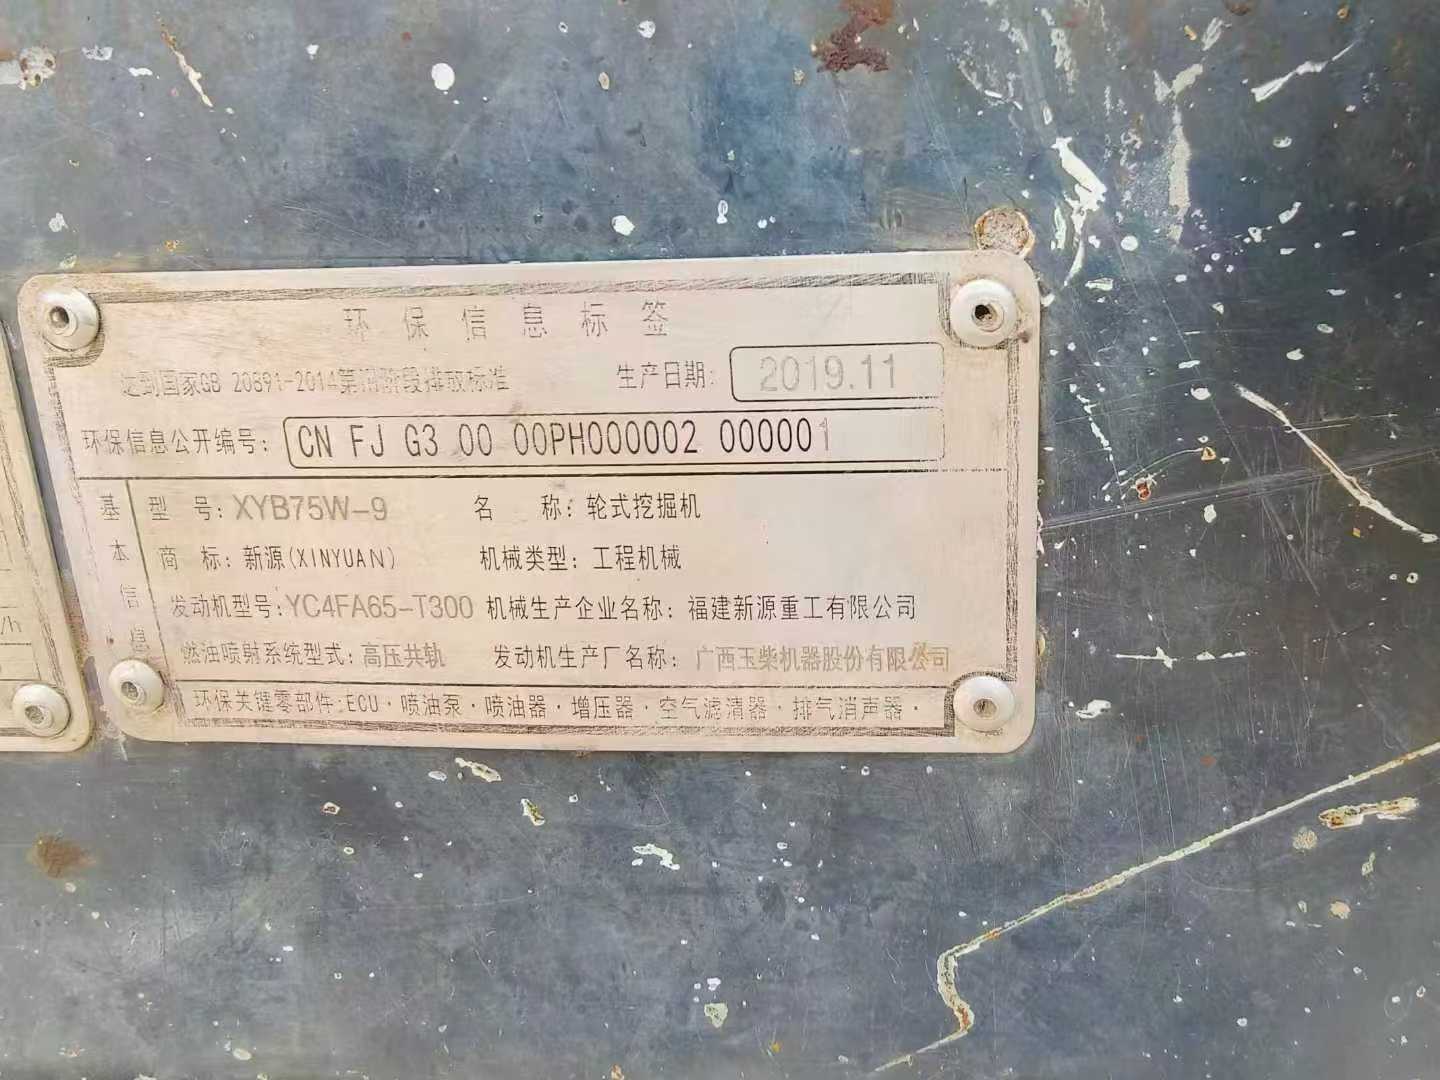 环保信息标签
达到国家GB 20891-2014第三阶段排放标准 生产日期: 2019.11
环保信息公开编号: CN FJ G3 00 00PH000002 000001
基本信息
型 号: XYB75W-9 名 称: 轮式挖掘机
商 标: 新源(XINYUAN) 机械类型: 工程机械
发动机型号: YC4FA65-T300 机械生产企业名称: 福建新源重工有限公司
燃油喷射系统型式: 高压共轨 发动机生产厂名称: 广西玉柴机器股份有限公司
环保关键零部件:ECU·喷油泵·喷油器·增压器·空气滤清器·排气消声器·
/h